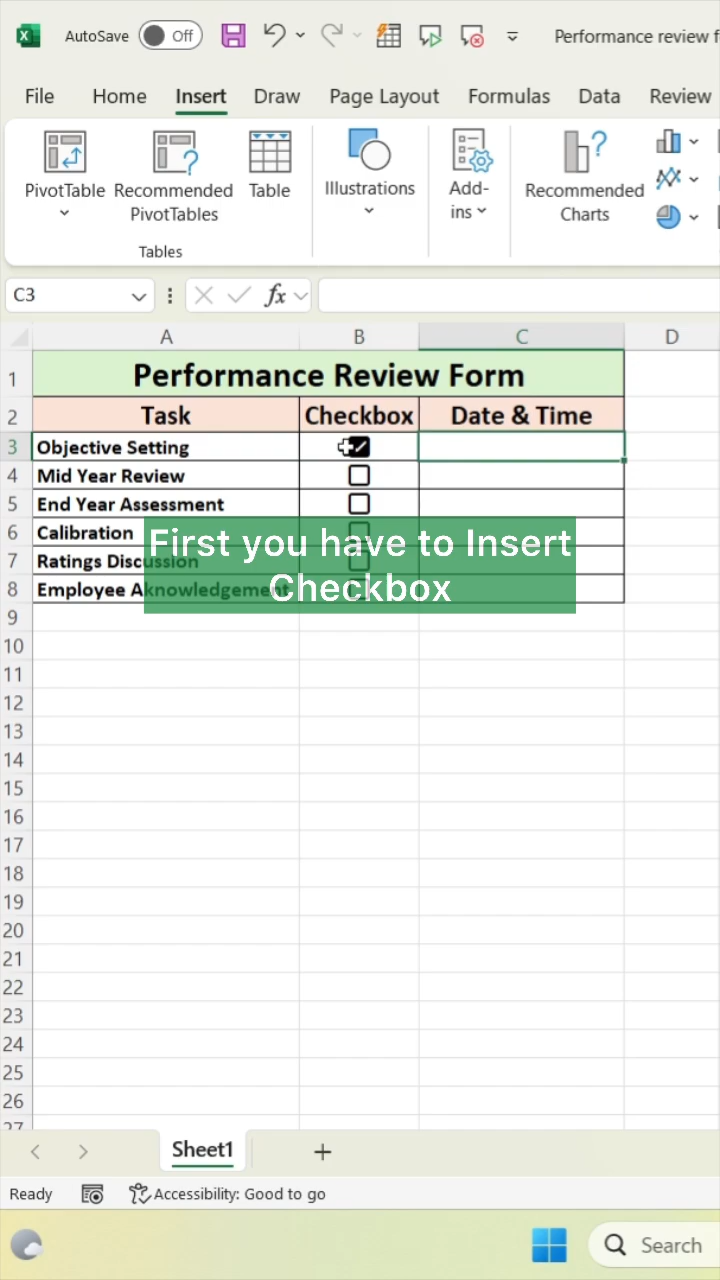 AutoSave Off Performance review f
File Home Insert Draw Page Layout Formulas Data Review
PivotTable Recommended PivotTables Table Illustrations Add-ins Recommended Charts
Tables
C3 fx
A B C D
1 Performance Review Form
2 Task Checkbox Date & Time
3 Objective Setting
4 Mid Year Review
5 End Year Assessment
6 Calibration
7 Ratings Discussion
8 Employee Aknowledgement
First you have to Insert
Checkbox
9
10
11
12
13
14
15
16
17
18
19
20
21
22
23
24
25
26
27
Sheet1
Ready Accessibility: Good to go
Search